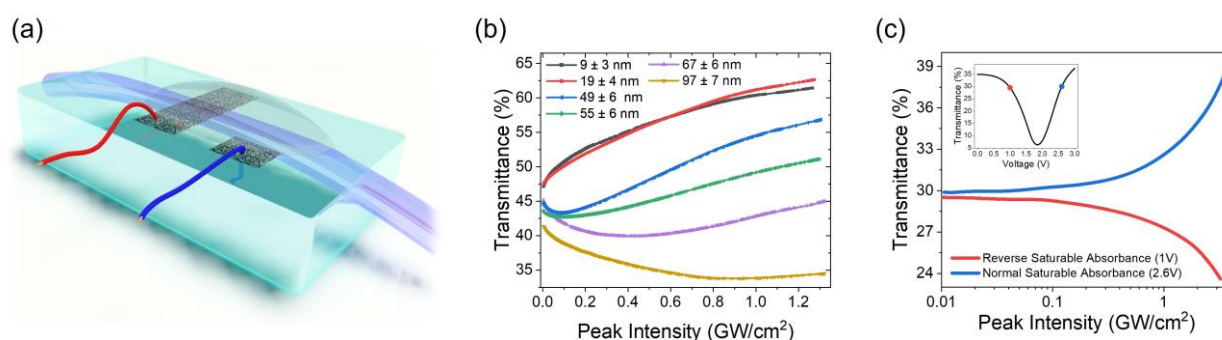 (a)
(b)
Transmittance (%)
65
60
55
50
45
40
35
9 ± 3 nm
19 ± 4 nm
49 ± 6 nm
55 ± 6 nm
67 ± 6 nm
97 ± 7 nm
0.0 0.2 0.4 0.6 0.8 1.0 1.2
Peak Intensity (GW/cm²)
(c)
Transmittance (%)
39
36
33
30
27
24
Transmittance (%)
35
30
25
20
15
10
5
0.0 0.5 1.0 1.5 2.0 2.5 3.0
Voltage (V)
Reverse Saturable Absorbance (1V)
Normal Saturable Absorbance (2.6V)
0.01 0.1 1
Peak Intensity (GW/cm²)